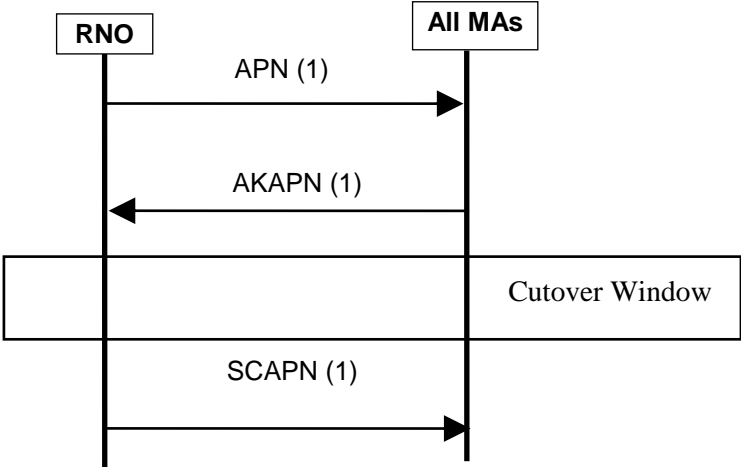 RNO
All MAs
APN (1)
AKAPN (1)
Cutover Window
SCAPN (1)